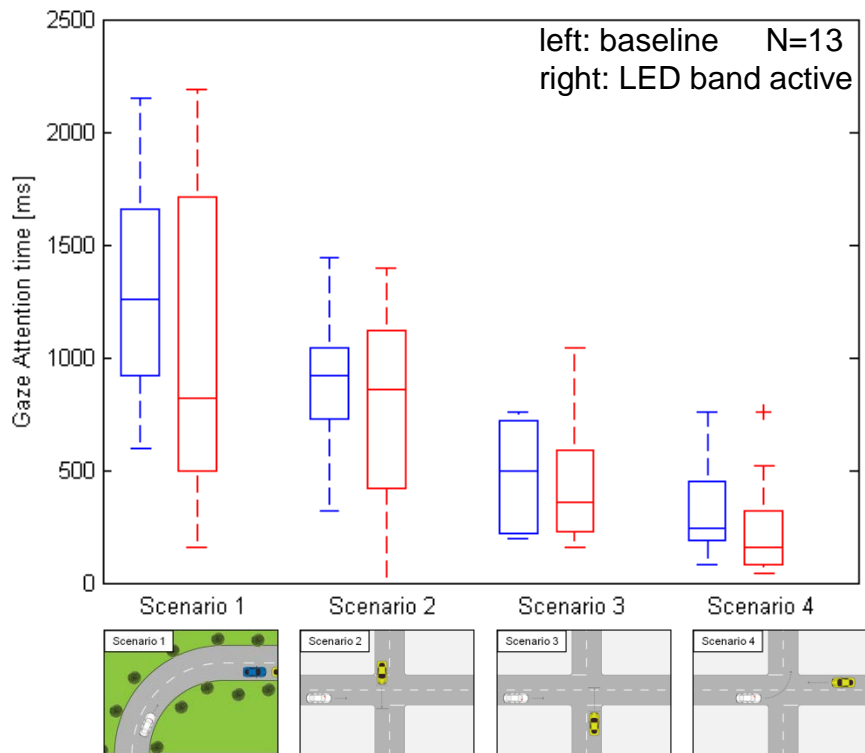 2500
left: baseline N=13
right: LED band active
2000
1500
1000
500
0
Gaze Attention time [ms]
Scenario 1 Scenario 2 Scenario 3 Scenario 4
Scenario 1 Scenario 2 Scenario 3 Scenario 4